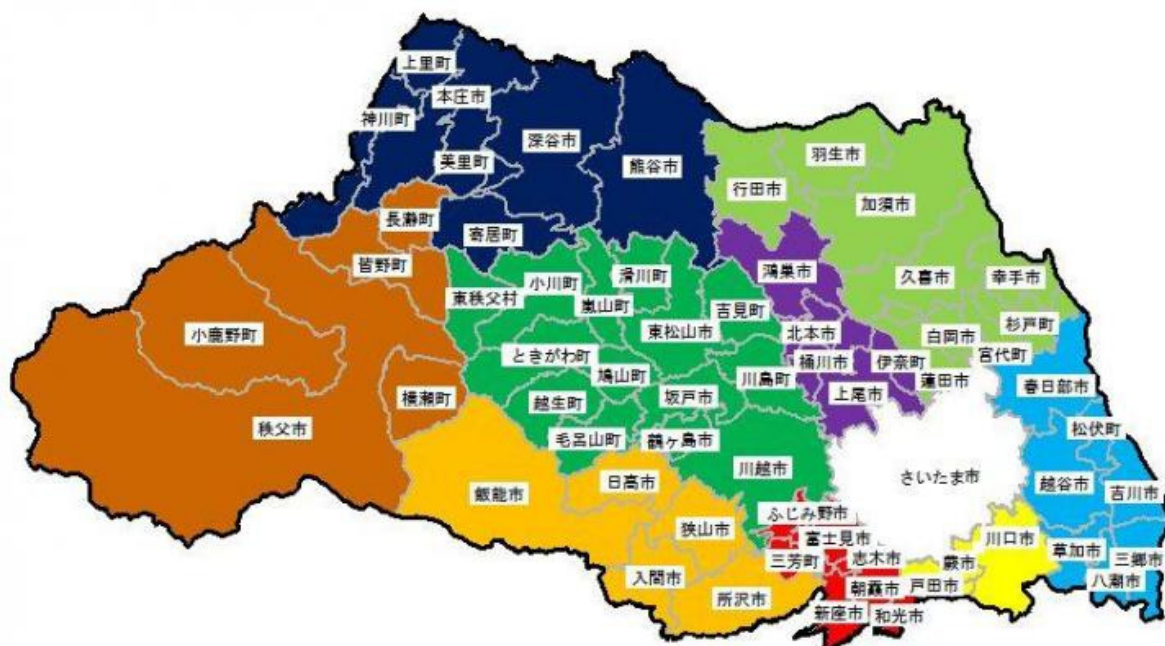 上里町
本庄市
神川町
美里町
深谷市
熊谷市
長瀞町
寄居町
皆野町
小鹿野町
秩父市
横瀬町
行田市
羽生市
加須市
久喜市
幸手市
杉戸町
白岡市
宮代町
蓮田市
鴻巣市
北本市
桶川市
伊奈町
上尾市
東秩父村
小川町
嵐山町
滑川町
吉見町
東松山市
ときがわ町
鳩山町
川島町
越生町
坂戸市
毛呂山町
鶴ヶ島市
川越市
飯能市
日高市
狭山市
入間市
所沢市
ふじみ野市
富士見市
三芳町
志木市
朝霞市
新座市
和光市
さいたま市
川口市
蕨市
戸田市
春日部市
松伏町
越谷市
吉川市
草加市
三郷市
八潮市